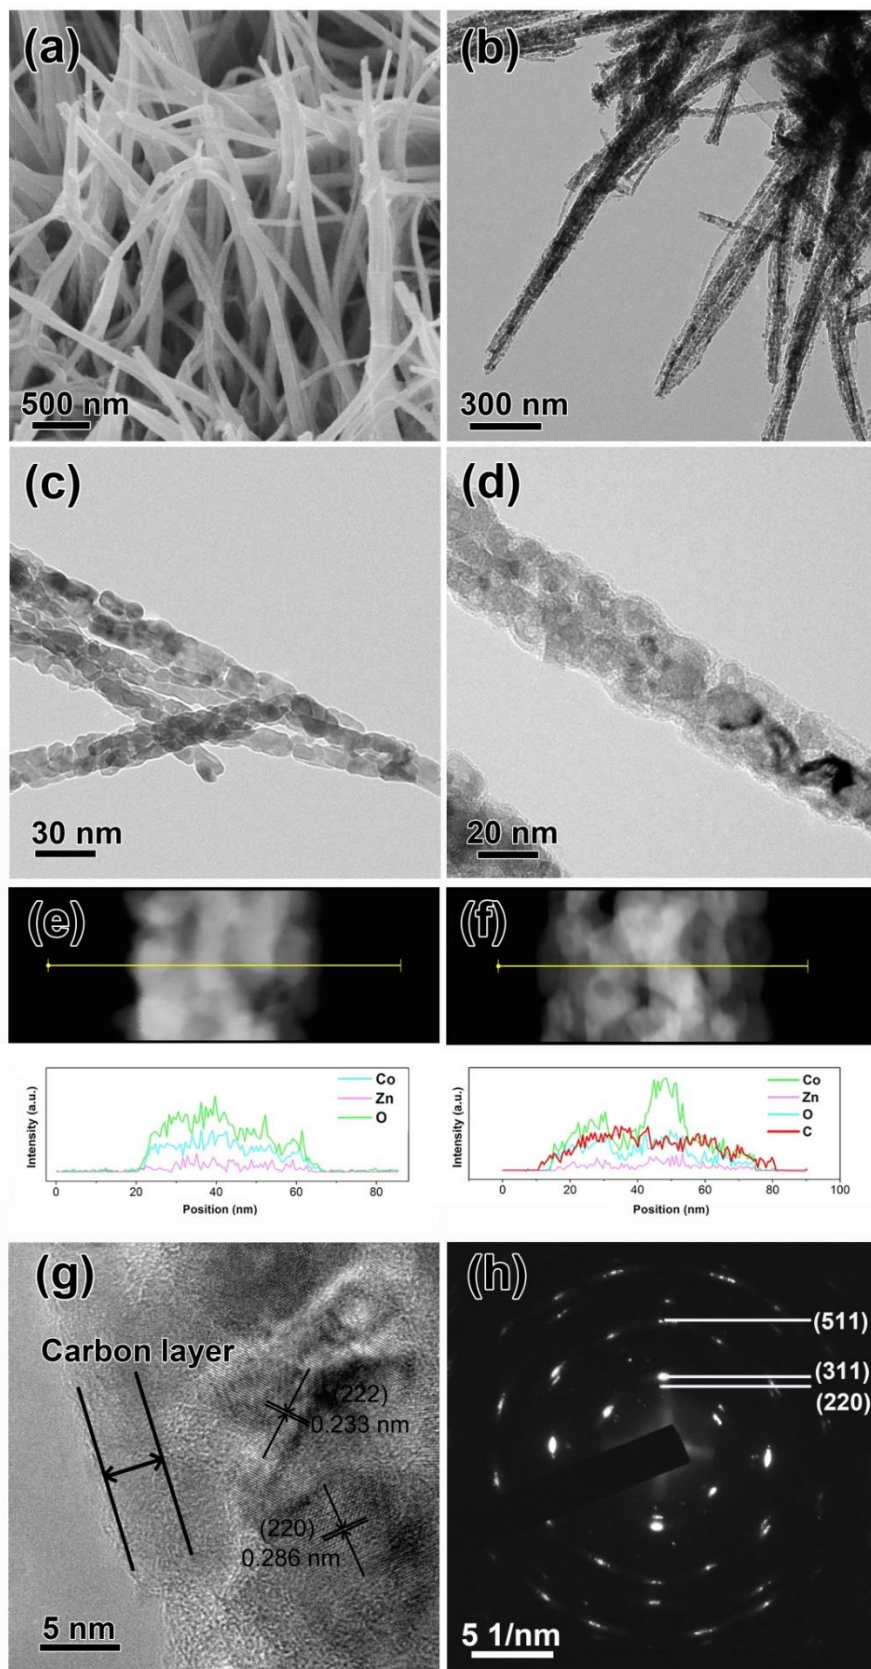 (a)
500 nm
(b)
300 nm
(c)
30 nm
(d)
20 nm
(e)
(f)
Intensity (a.u.)
Co
Zn
O
0 20 40 60 80
Position (nm)
Intensity (a.u.)
Co
Zn
O
C
0 20 40 60 80 100
Position (nm)
(g)
Carbon layer
(222)
0.233 nm
(220)
0.286 nm
5 nm
(h)
(511)
(311)
(220)
5 1/nm